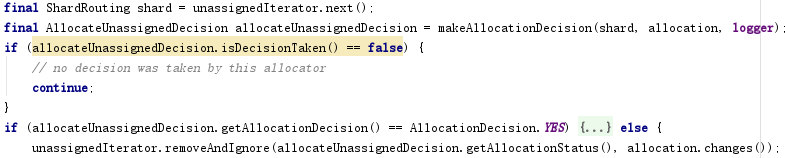 final ShardRouting shard = unassignedIterator.next();
final AllocateUnassignedDecision allocateUnassignedDecision = makeAllocationDecision(shard, allocation, logger);
if (allocateUnassignedDecision.isDecisionTaken() == false) {
// no decision was taken by this allocator
continue;
}
if (allocateUnassignedDecision.getAllocationDecision() == AllocationDecision.YES) {...} else {
unassignedIterator.removeAndIgnore(allocateUnassignedDecision.getAllocationStatus(), allocation.changes());